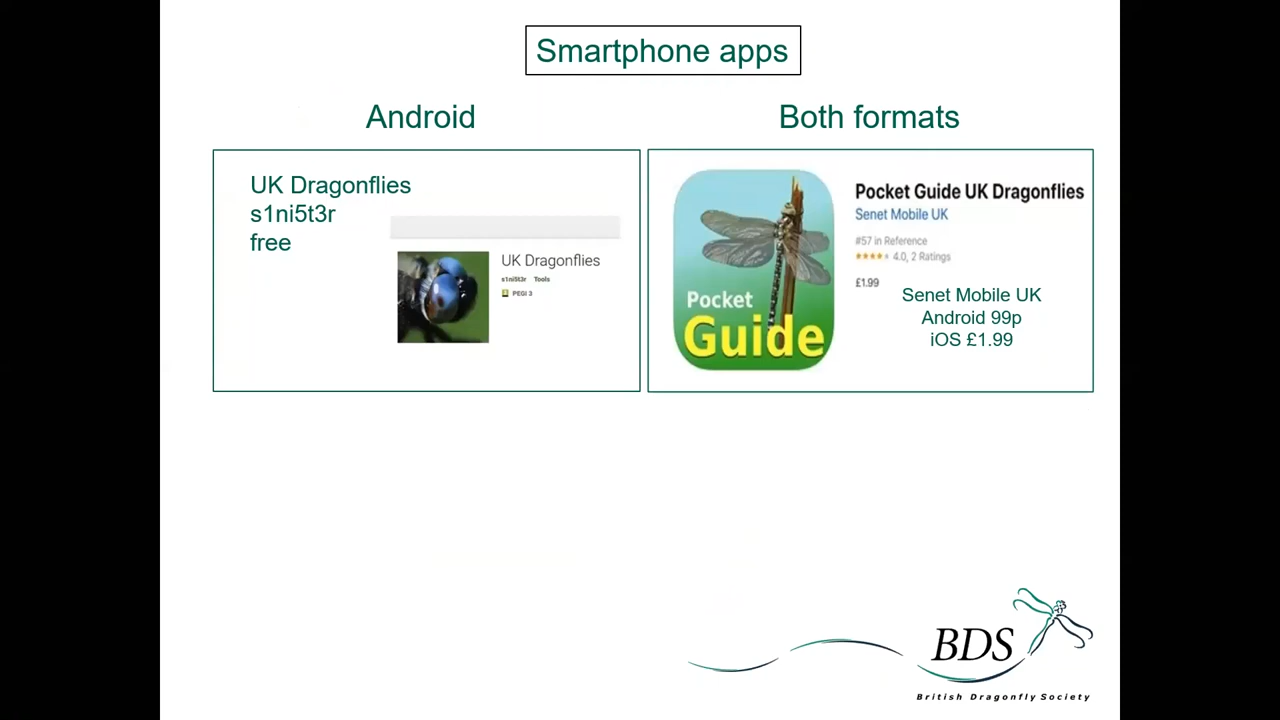 Smartphone apps
Android
Both formats
UK Dragonflies
s1ni5t3r
free
UK Dragonflies
s1ni5t3r Tools
PEGI 3
Pocket
Guide
Pocket Guide UK Dragonflies
Senet Mobile UK
#57 in Reference
4.0, 2 Ratings
£1.99
Senet Mobile UK
Android 99p
iOS £1.99
BDS
British Dragonfly Society